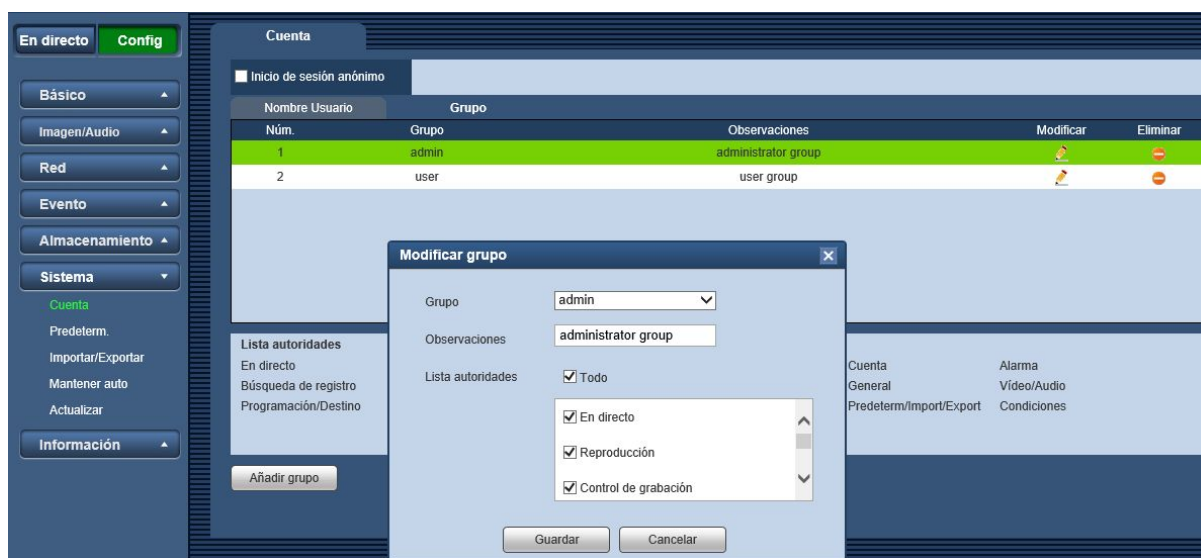 En directo Config
Básico
Imagen/Audio
Red
Evento
Almacenamiento
Sistema
Cuenta
Predeterm.
Importar/Exportar
Mantener auto
Actualizar
Información
Cuenta
Inicio de sesión anónimo
Nombre Usuario Grupo
Núm. Grupo Observaciones Modificar Eliminar
1 admin administrator group
2 user user group
Lista autoridades
En directo Cuenta Alarma
Búsqueda de registro General Vídeo/Audio
Programación/Destino Predeterm/Import/Export Condiciones
Añadir grupo
Modificar grupo
Grupo admin
Observaciones administrator group
Lista autoridades Todo
En directo
Reproducción
Control de grabación
Guardar Cancelar